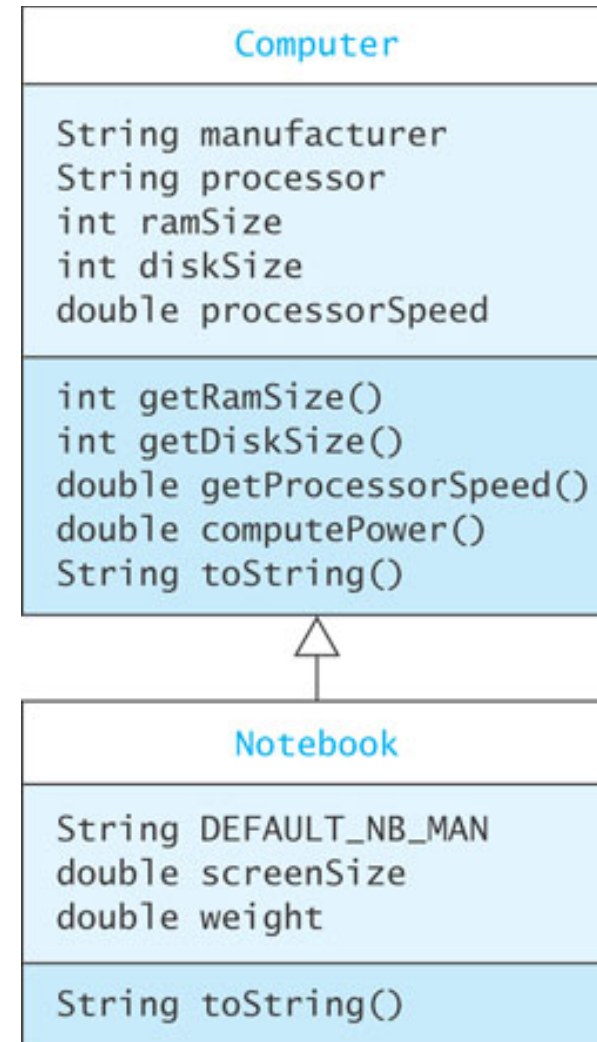 Computer
String manufacturer
String processor
int ramSize
int diskSize
double processorSpeed
int getRamSize()
int getDiskSize()
double getProcessorSpeed()
double computePower()
String toString()
Notebook
String DEFAULT_NB_MAN
double screenSize
double weight
String toString()